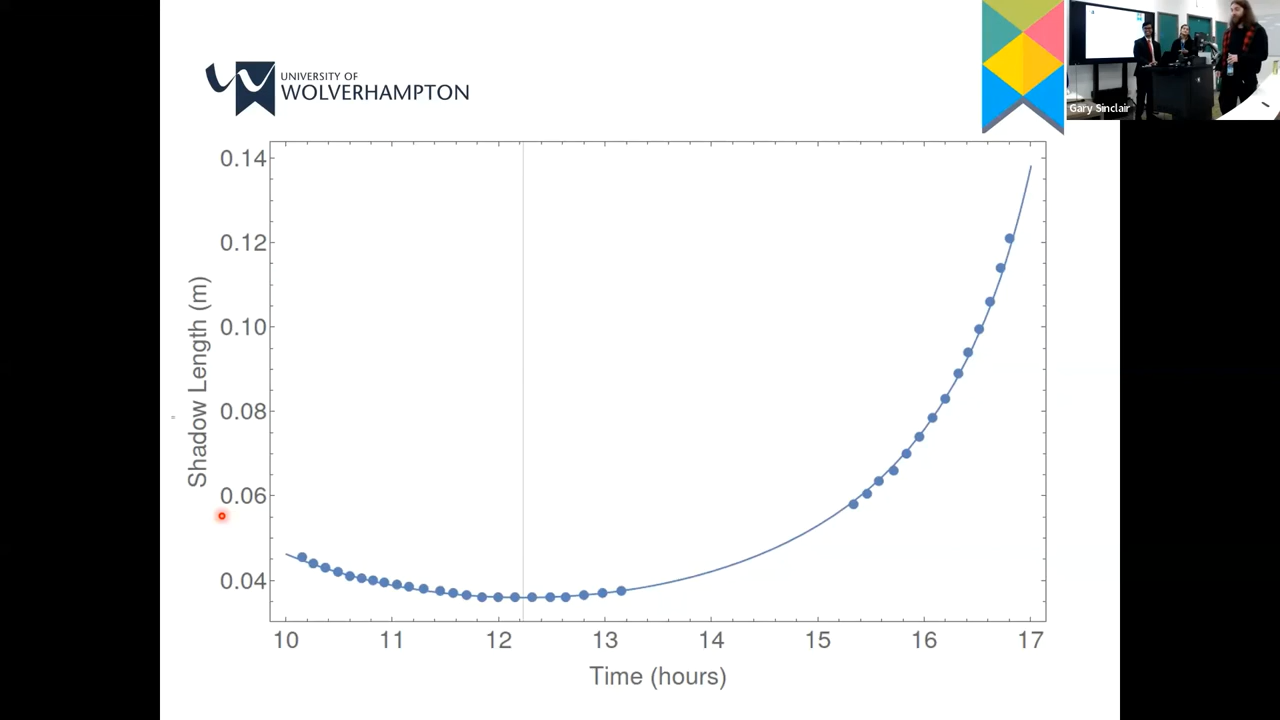 UNIVERSITY OF
WOLVERHAMPTON
Gary Sinclair
0.14
0.12
0.10
0.08
0.06
0.04
Shadow Length (m)
10 11 12 13 14 15 16 17
Time (hours)